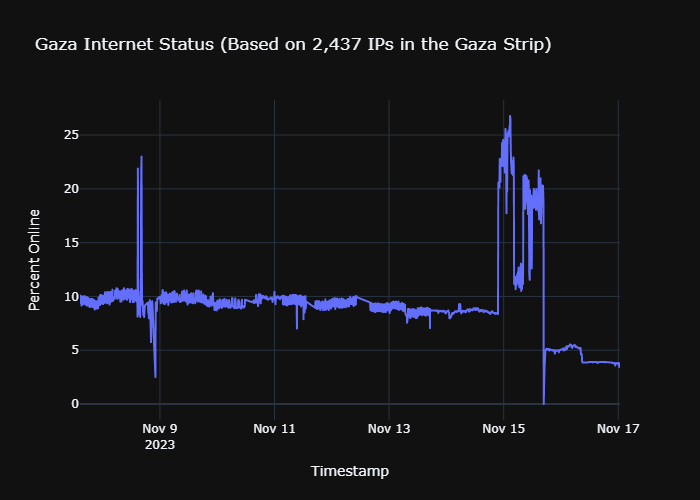 Gaza Internet Status (Based on 2,437 IPs in the Gaza Strip)
25
20
15
10
5
0
Percent Online
Nov 9
2023
Nov 11
Nov 13
Nov 15
Nov 17
Timestamp